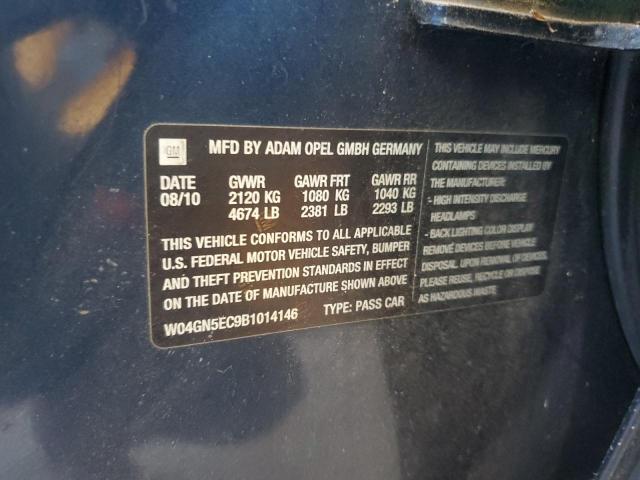 GM
MFD BY ADAM OPEL GMBH GERMANY
DATE GVWR GAWR FRT GAWR RR
08/10 2120 KG 1080 KG 1040 KG
4674 LB 2381 LB 2293 LB
THIS VEHICLE CONFORMS TO ALL APPLICABLE
U.S. FEDERAL MOTOR VEHICLE SAFETY, BUMPER
AND THEFT PREVENTION STANDARDS IN EFFECT
ON THE DATE OF MANUFACTURE SHOWN ABOVE
W04GN5EC9B1014146 TYPE: PASS CAR
THIS VEHICLE MAY INCLUDE MERCURY
CONTAINING DEVICES INSTALLED BY
THE MANUFACTURER:
- HIGH INTENSITY DISCHARGE
HEADLAMPS
- BACK LIGHTING COLOR DISPLAY
REMOVE DEVICES BEFORE VEHICLE
DISPOSAL. UPON REMOVAL OF DEVICES,
PLEASE REUSE, RECYCLE OR DISPOSE
AS HAZARDOUS WASTE.